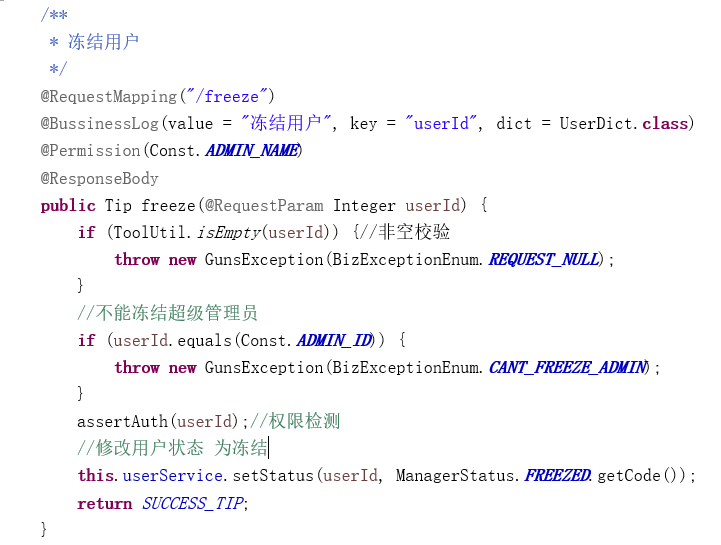 /**
 * 冻结用户
 */
@RequestMapping("/freeze")
@BussinessLog(value = "冻结用户", key = "userId", dict = UserDict.class)
@Permission(Const.ADMIN_NAME)
@ResponseBody
public Tip freeze(@RequestParam Integer userId) {
    if (ToolUtil.isEmpty(userId)) {//非空校验
        throw new GunsException(BizExceptionEnum.REQUEST_NULL);
    }
    //不能冻结超级管理员
    if (userId.equals(Const.ADMIN_ID)) {
        throw new GunsException(BizExceptionEnum.CANT_FREEZE_ADMIN);
    }
    assertAuth(userId);//权限检测
    //修改用户状态 为冻结
    this.userService.setStatus(userId, ManagerStatus.FREEZED.getCode());
    return SUCCESS_TIP;
}